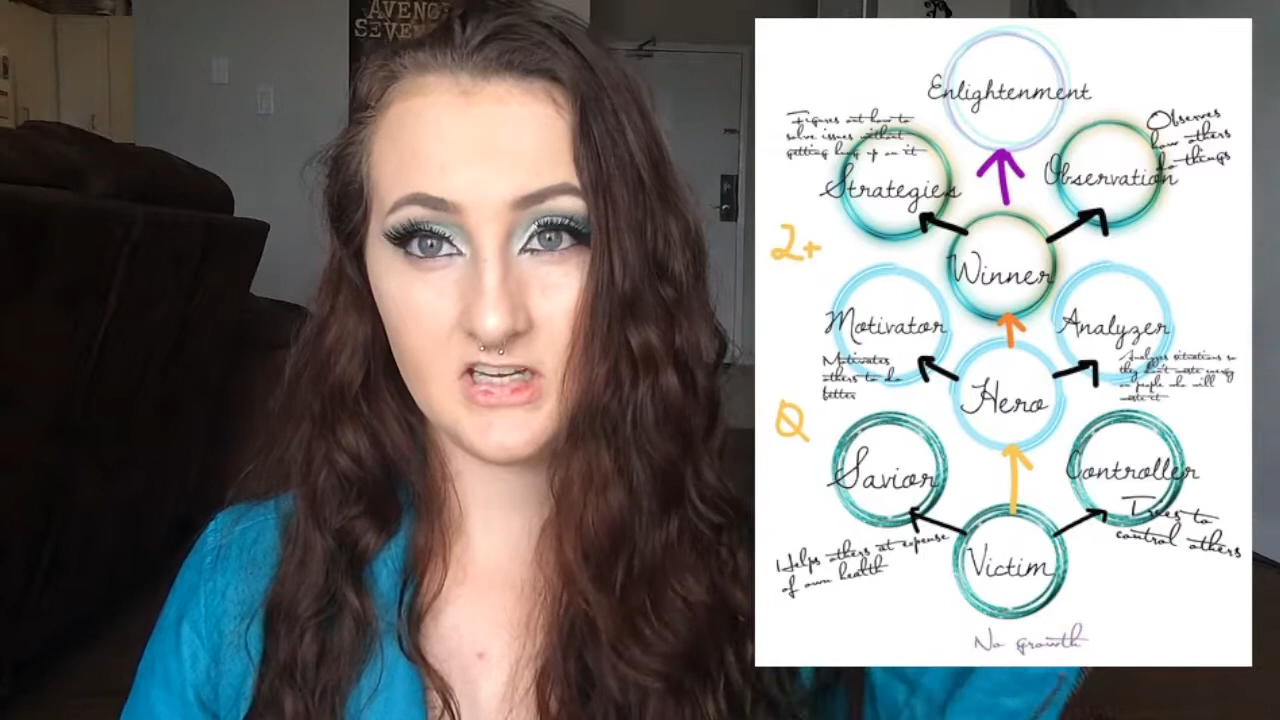 AVENG
SEVEN
Enlightenment
Figures out how to
solve issues without
getting hung up on it
Observes
how others
do things
Strategies
Observation
2+
Winner
Motivator
Analyzer
Motivates
others to do
better
Analyzes situations so
they don't waste energy
on people who will
waste it
Hero
Q
Savior
Controller
Trees to
control others
Helps others at expense
of own health
Victim
No growth